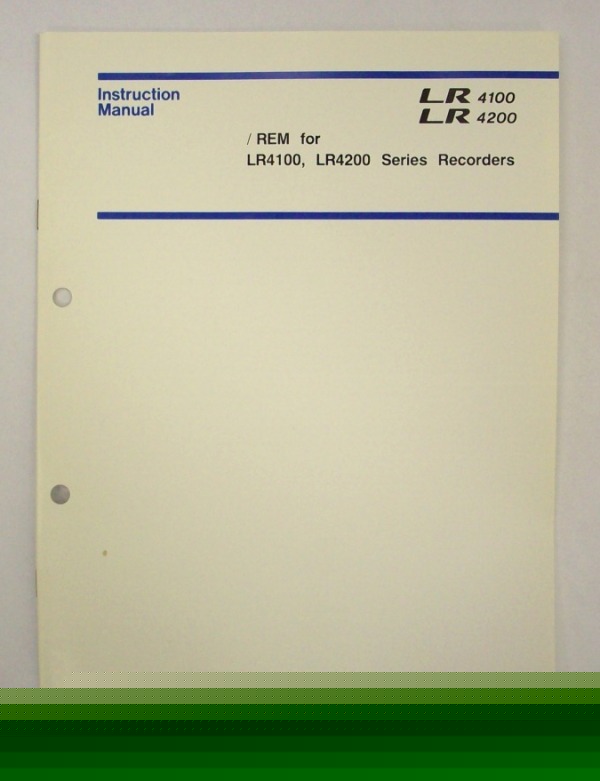 Instruction
Manual
LR 4100
LR 4200
/ REM for
LR4100, LR4200 Series Recorders